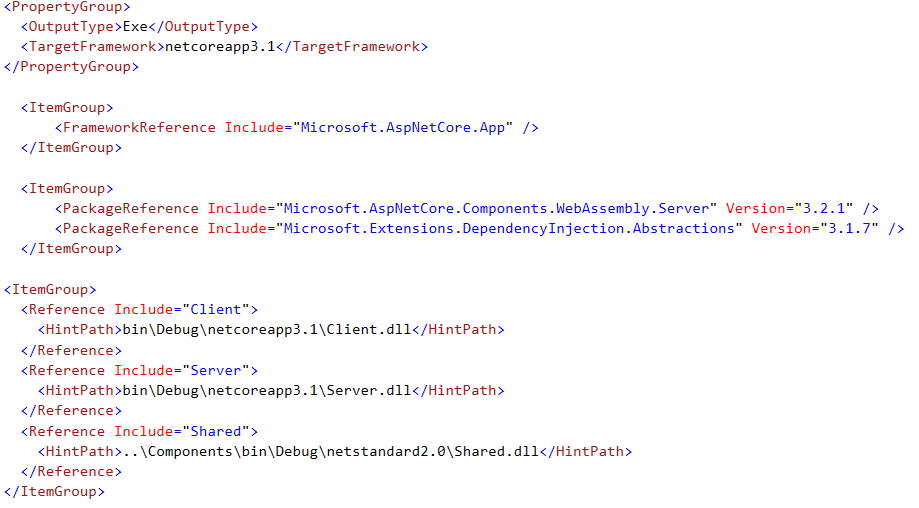 <PropertyGroup>
  <OutputType>Exe</OutputType>
  <TargetFramework>netcoreapp3.1</TargetFramework>
</PropertyGroup>

  <ItemGroup>
      <FrameworkReference Include="Microsoft.AspNetCore.App" />
  </ItemGroup>

  <ItemGroup>
      <PackageReference Include="Microsoft.AspNetCore.Components.WebAssembly.Server" Version="3.2.1" />
      <PackageReference Include="Microsoft.Extensions.DependencyInjection.Abstractions" Version="3.1.7" />
  </ItemGroup>

<ItemGroup>
  <Reference Include="Client">
    <HintPath>bin\Debug\netcoreapp3.1\Client.dll</HintPath>
  </Reference>
  <Reference Include="Server">
    <HintPath>bin\Debug\netcoreapp3.1\Server.dll</HintPath>
  </Reference>
  <Reference Include="Shared">
    <HintPath>..\Components\bin\Debug\netstandard2.0\Shared.dll</HintPath>
  </Reference>
</ItemGroup>